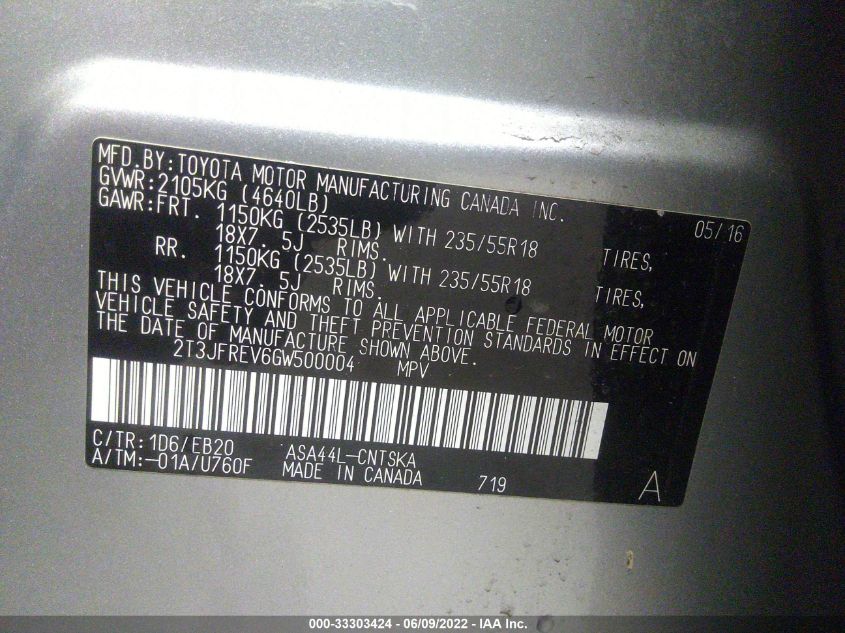 MFD.BY:TOYOTA MOTOR MANUFACTURING CANADA INC.
GVWR:2105KG (4640LB) 05/16
GAWR:FRT. 1150KG (2535LB) WITH 235/55R18 TIRES,
18X7. 5J RIMS.
RR. 1150KG (2535LB) WITH 235/55R18 TIRES,
18X7. 5J RIMS.
THIS VEHICLE CONFORMS TO ALL APPLICABLE FEDERAL MOTOR
VEHICLE SAFETY AND THEFT PREVENTION STANDARDS IN EFFECT ON
THE DATE OF MANUFACTURE SHOWN ABOVE.
2T3JFREV6GW500004 MPV
C/TR:1D6/EB20 ASA44L-CNTSKA
A/TM:-01A/U760F MADE IN CANADA 719 A
000-33303424 - 06/09/2022 - IAA Inc.